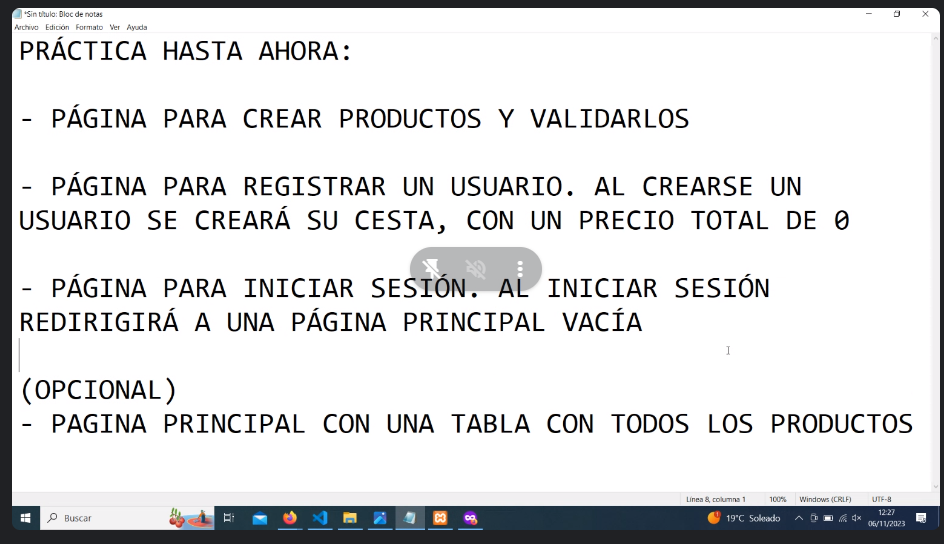 *Sin título: Bloc de notas
Archivo Edición Formato Ver Ayuda
PRÁCTICA HASTA AHORA:
- PÁGINA PARA CREAR PRODUCTOS Y VALIDARLOS
- PÁGINA PARA REGISTRAR UN USUARIO. AL CREARSE UN
USUARIO SE CREARÁ SU CESTA, CON UN PRECIO TOTAL DE 0
- PÁGINA PARA INICIAR SESIÓN. AL INICIAR SESIÓN
REDIRIGIRÁ A UNA PÁGINA PRINCIPAL VACÍA
(OPCIONAL)
- PAGINA PRINCIPAL CON UNA TABLA CON TODOS LOS PRODUCTOS
Línea 8, columna 1 100% Windows (CRLF) UTF-8
Buscar 19°C Soleado 12:27
06/11/2023